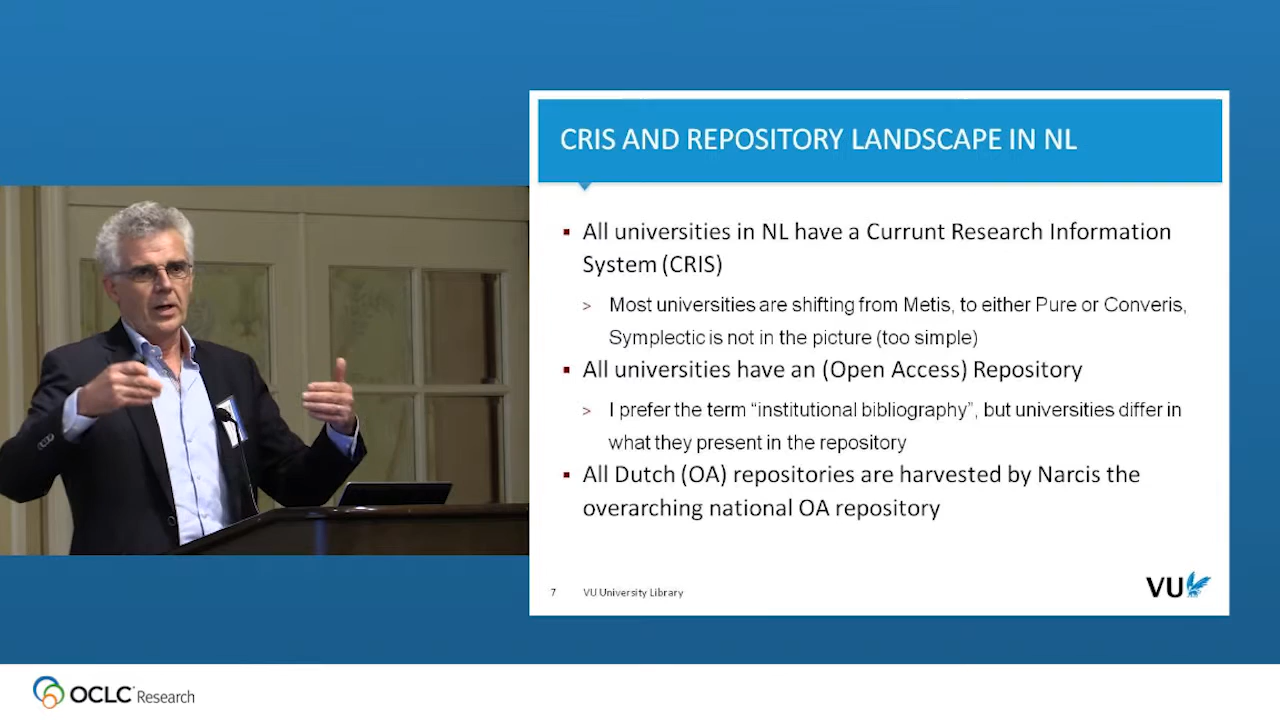 CRIS AND REPOSITORY LANDSCAPE IN NL
▪ All universities in NL have a Currunt Research Information
System (CRIS)
> Most universities are shifting from Metis, to either Pure or Converis,
Symplectic is not in the picture (too simple)
▪ All universities have an (Open Access) Repository
> I prefer the term “institutional bibliography”, but universities differ in
what they present in the repository
▪ All Dutch (OA) repositories are harvested by Narcis the
overarching national OA repository
7 VU University Library
VU
OCLC Research